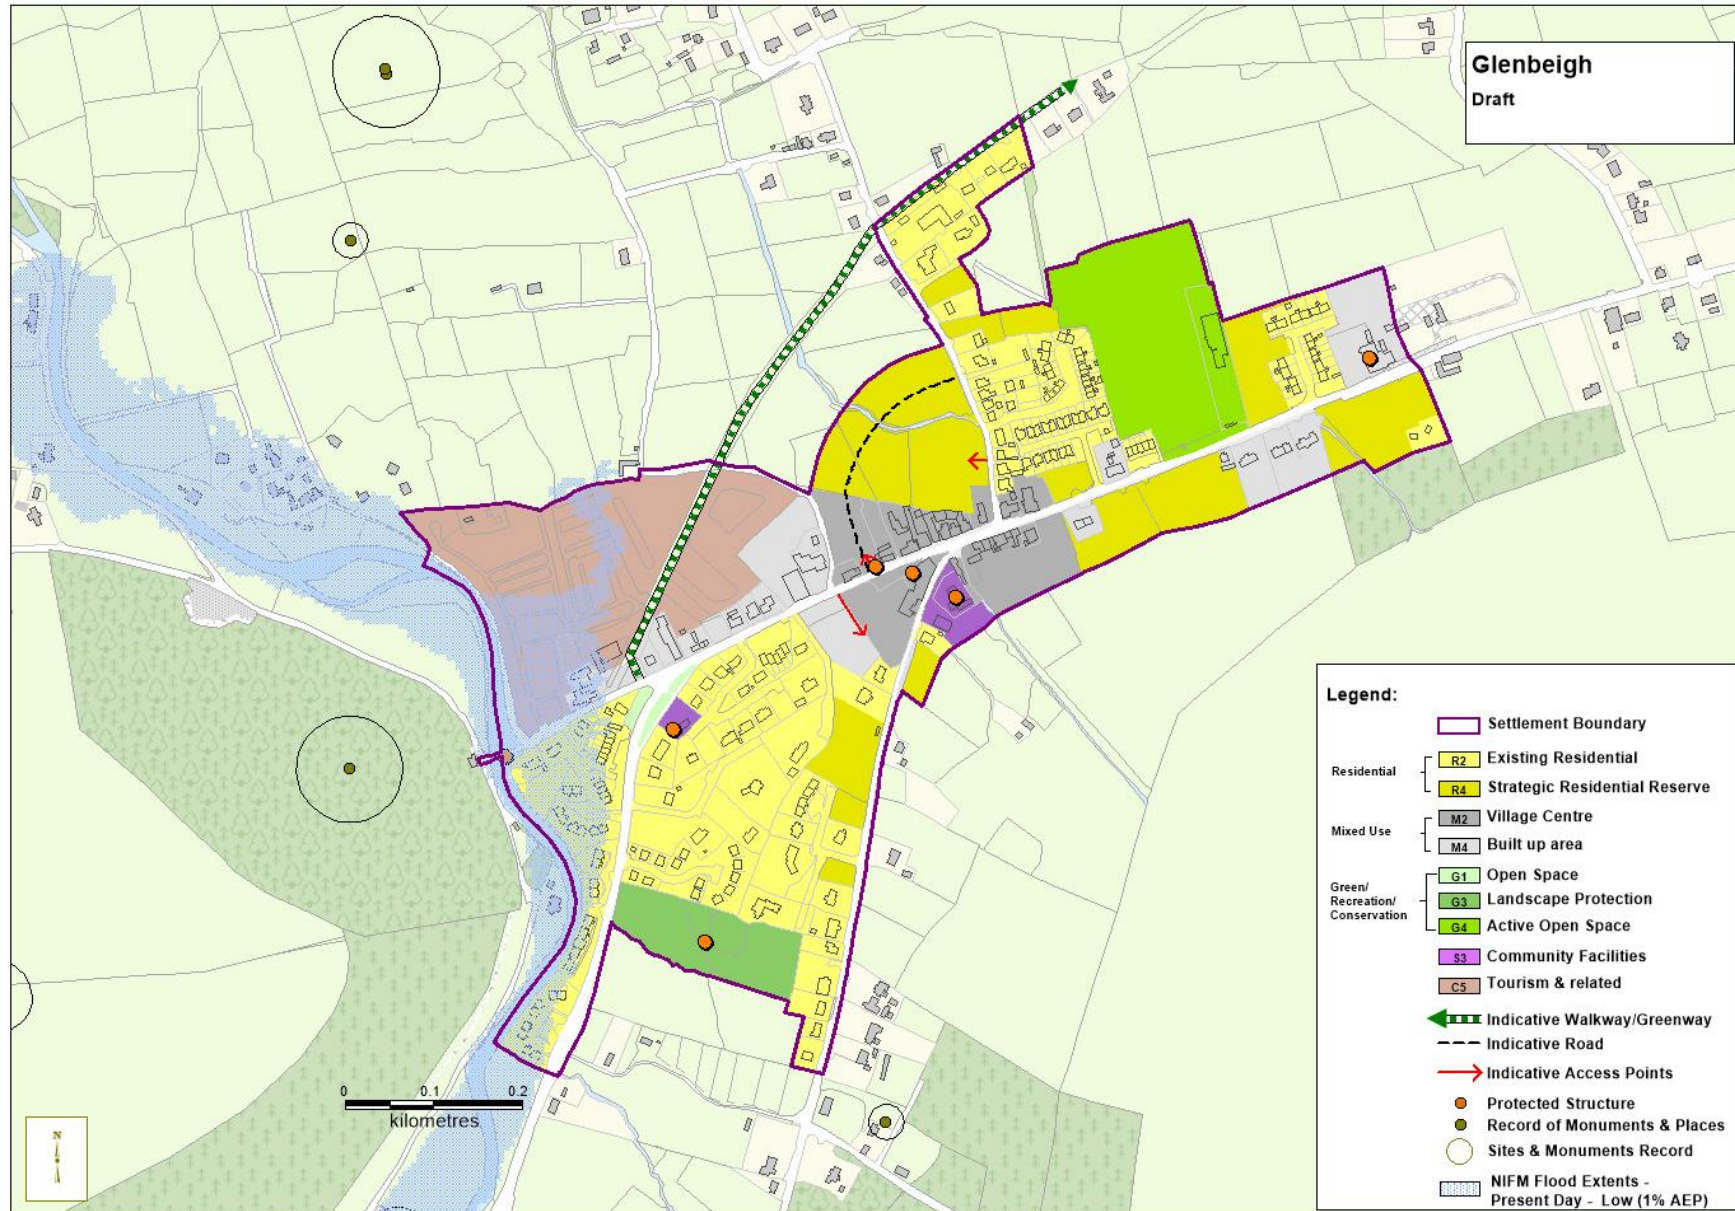 Glenbeigh
Draft
Legend:
Settlement Boundary
Residential
R2 Existing Residential
R4 Strategic Residential Reserve
Mixed Use
M2 Village Centre
M4 Built up area
Green/
Recreation/
Conservation
G1 Open Space
G3 Landscape Protection
G4 Active Open Space
S3 Community Facilities
C5 Tourism & related
Indicative Walkway/Greenway
Indicative Road
Indicative Access Points
Protected Structure
Record of Monuments & Places
Sites & Monuments Record
NIFM Flood Extents -
Present Day - Low (1% AEP)
0 0.1 0.2
kilometres
N